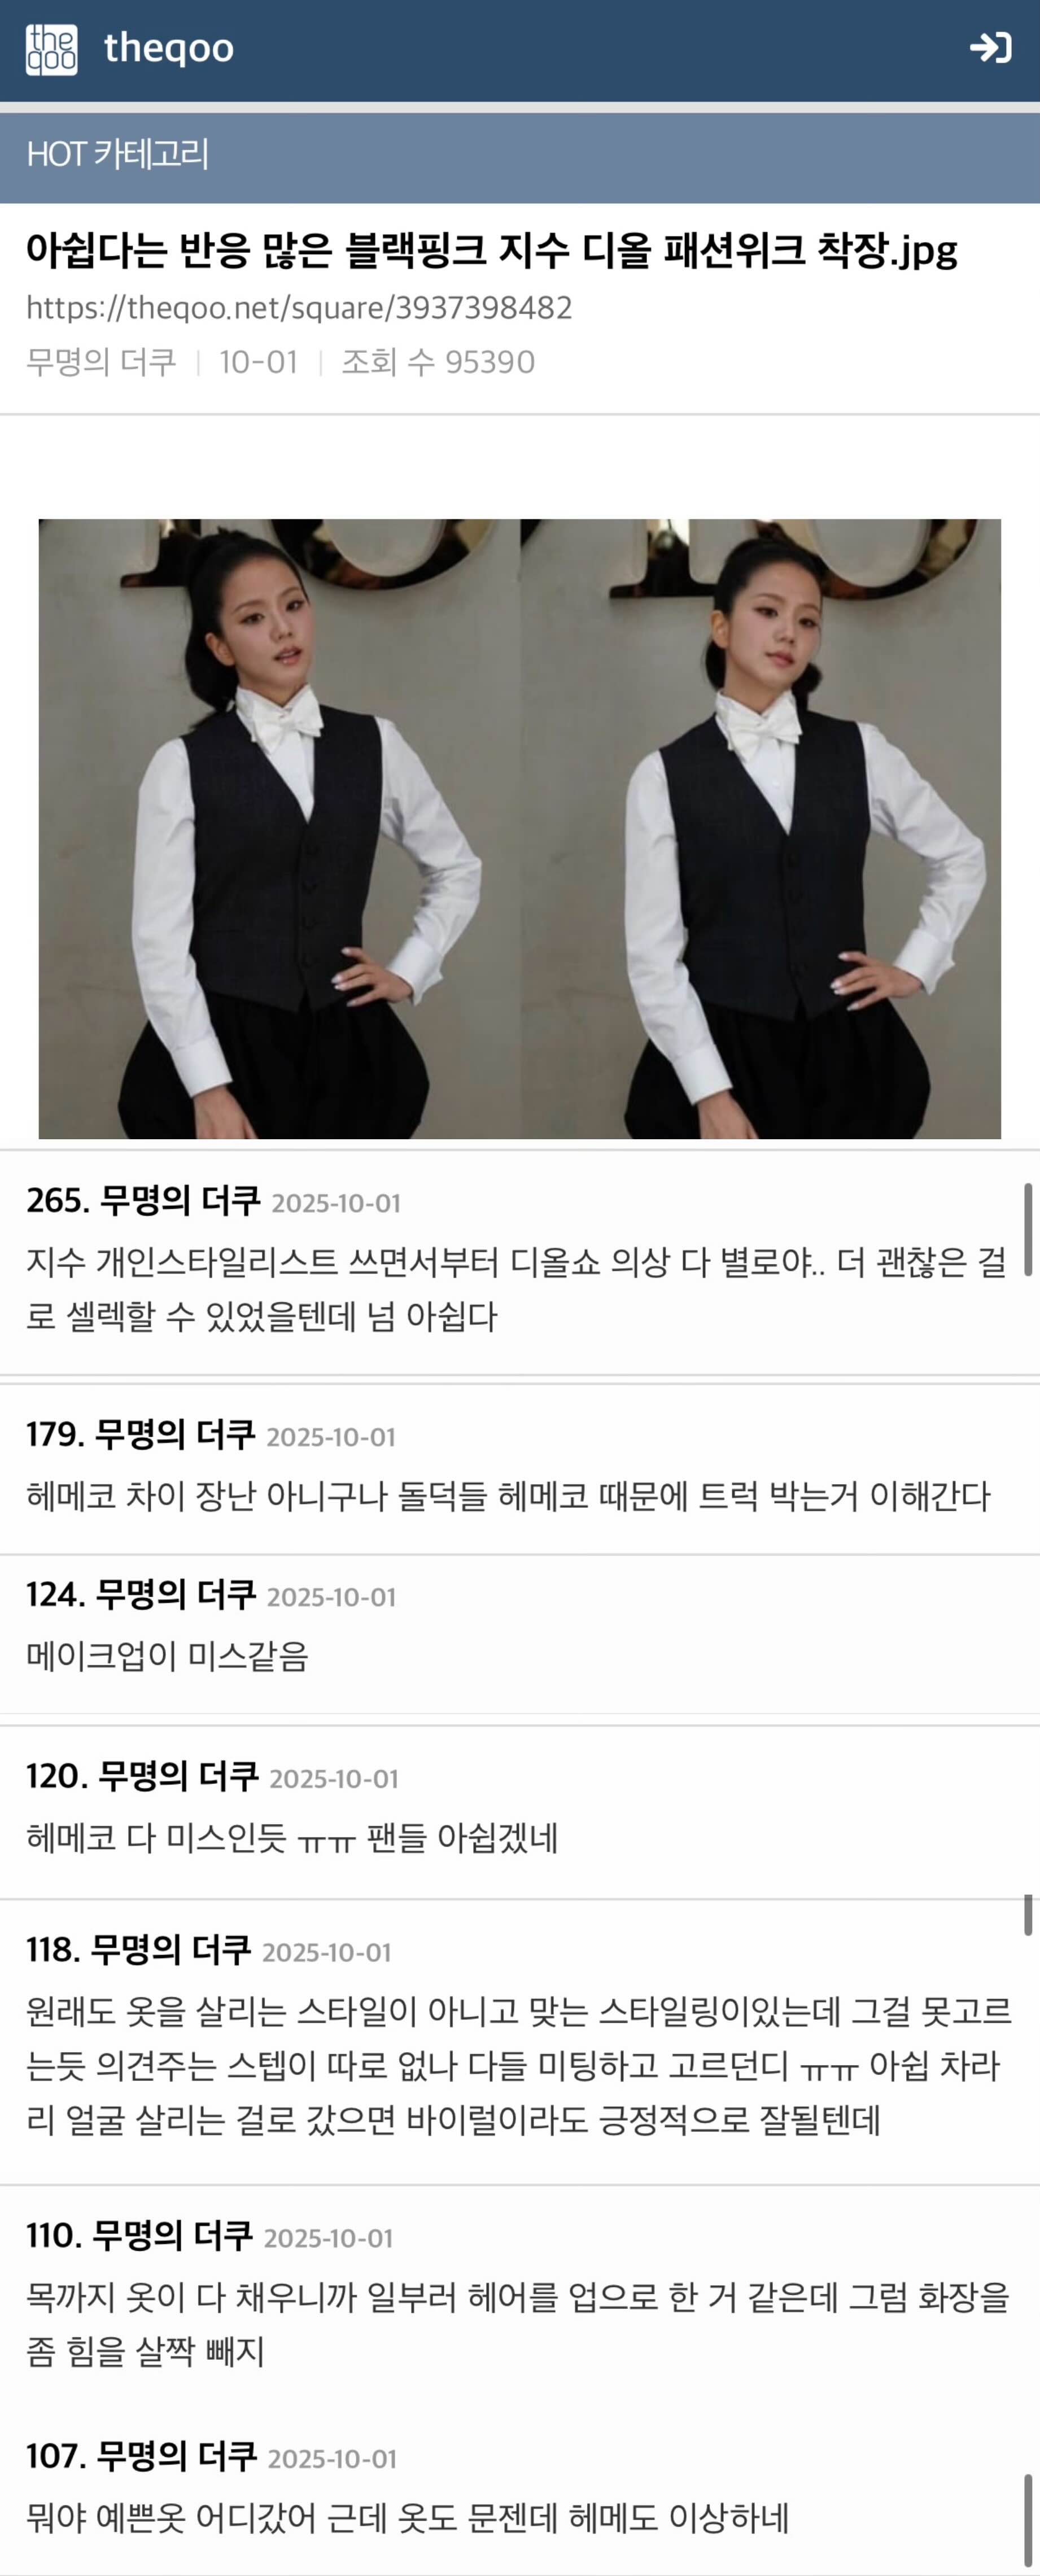 the
qoo
theqoo
HOT 카테고리
아쉽다는 반응 많은 블랙핑크 지수 디올 패션위크 착장.jpg
https://theqoo.net/square/3937398482
무명의 더쿠 | 10-01 | 조회 수 95390
265. 무명의 더쿠 2025-10-01
지수 개인스타일리스트 쓰면서부터 디올쇼 의상 다 별로야.. 더 괜찮은 걸
로 셀렉할 수 있었을텐데 넘 아쉽다
179. 무명의 더쿠 2025-10-01
헤메코 차이 장난 아니구나 돌덕들 헤메코 때문에 트럭 박는거 이해간다
124. 무명의 더쿠 2025-10-01
메이크업이 미스같음
120. 무명의 더쿠 2025-10-01
헤메코 다 미스인듯 ㅠㅠ 팬들 아쉽겠네
118. 무명의 더쿠 2025-10-01
원래도 옷을 살리는 스타일이 아니고 맞는 스타일링이있는데 그걸 못고르
는듯 의견주는 스텝이 따로 없나 다들 미팅하고 고르던디 ㅠㅠ 아쉽 차라
리 얼굴 살리는 걸로 갔으면 바이럴이라도 긍정적으로 잘될텐데
110. 무명의 더쿠 2025-10-01
목까지 옷이 다 채우니까 일부러 헤어를 업으로 한 거 같은데 그럼 화장을
좀 힘을 살짝 빼지
107. 무명의 더쿠 2025-10-01
뭐야 예쁜옷 어디갔어 근데 옷도 문젠데 헤메도 이상하네